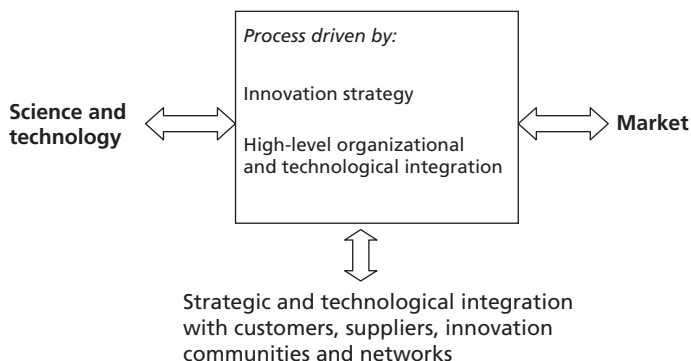 Process driven by:
Innovation strategy
High-level organizational
and technological integration
Science and
technology
Market
Strategic and technological integration
with customers, suppliers, innovation
communities and networks